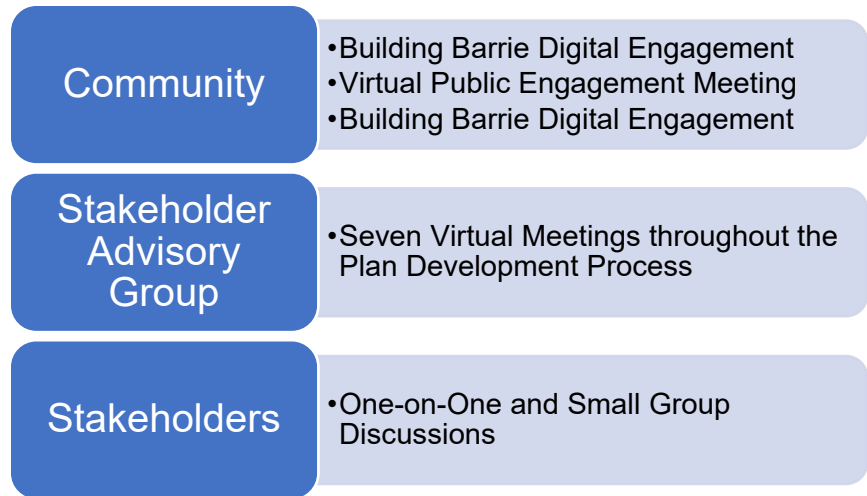 Community
•Building Barrie Digital Engagement
•Virtual Public Engagement Meeting
•Building Barrie Digital Engagement
Stakeholder
Advisory
Group
•Seven Virtual Meetings throughout the
Plan Development Process
Stakeholders
•One-on-One and Small Group
Discussions